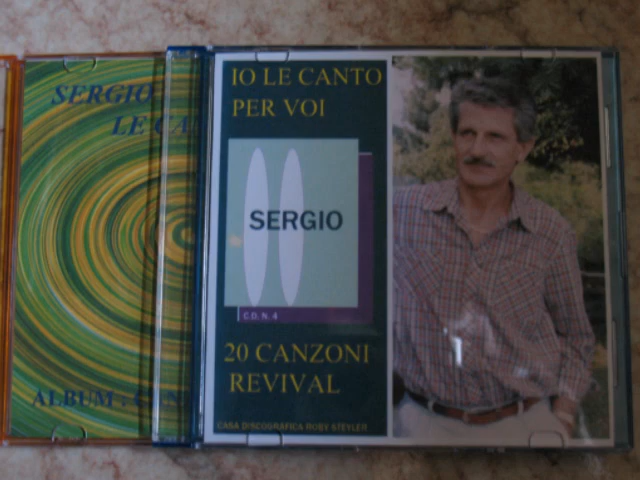 SERGIO
LE CA
ALBUM :
IO LE CANTO
PER VOI
SERGIO
C.D. N. 4
20 CANZONI
REVIVAL
CASA DISCOGRAFICA ROBY STEYLER